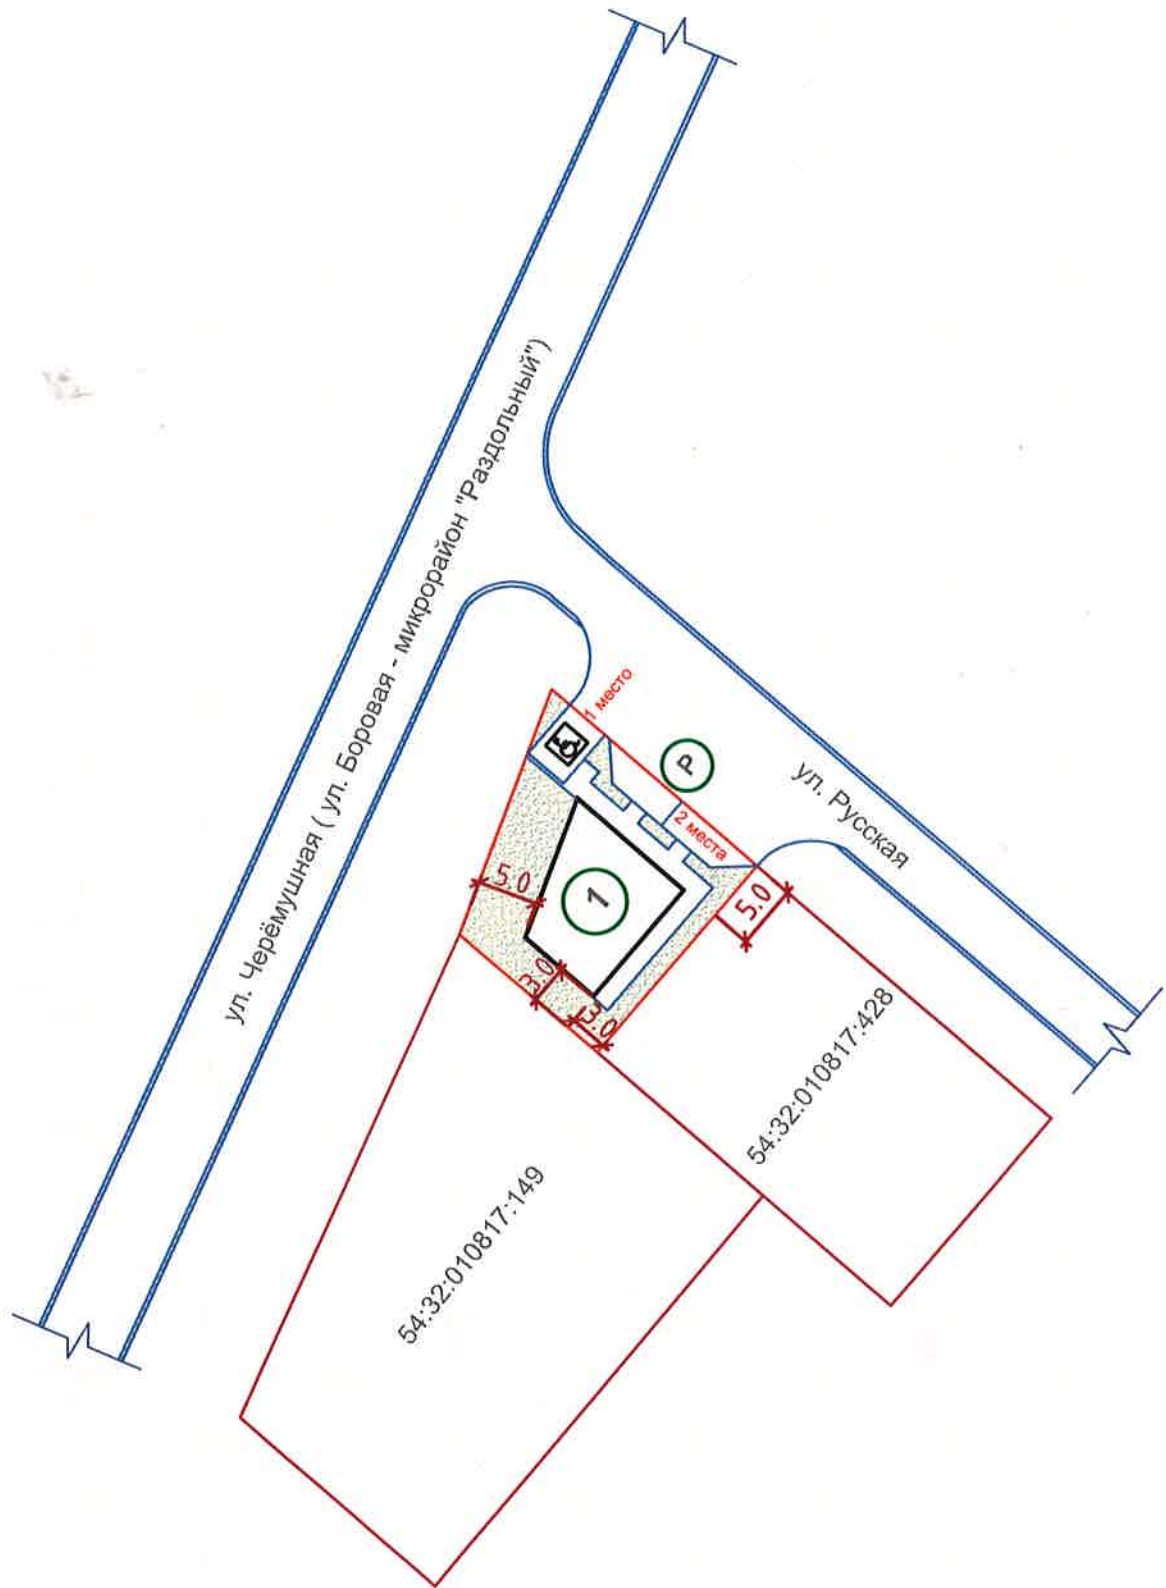 ул. Черёмушная ( ул. Боровая - микрорайон "Раздольный")
1 место
P
2 места
ул. Русская
5.0
1
5.0
3.0
3.0
54:32:010817:428
54:32:010817:149